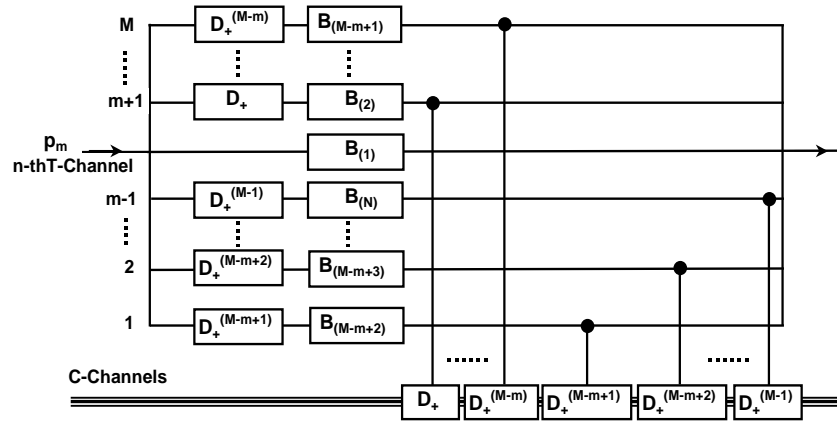 M D₊⁽ᴹ⁻ᵐ⁾ B₍M-m+1₎
m+1 D₊ B₍₂₎
pₘ B₍₁₎
n-thT-Channel
m-1 D₊⁽ᴹ⁻¹⁾ B₍N₎
2 D₊⁽ᴹ⁻ᵐ⁺²⁾ B₍M-m+3₎
1 D₊⁽ᴹ⁻ᵐ⁺¹⁾ B₍M-m+2₎
C-Channels
D₊ D₊⁽ᴹ⁻ᵐ⁾ D₊⁽ᴹ⁻ᵐ⁺¹⁾ D₊⁽ᴹ⁻ᵐ⁺²⁾ D₊⁽ᴹ⁻¹⁾